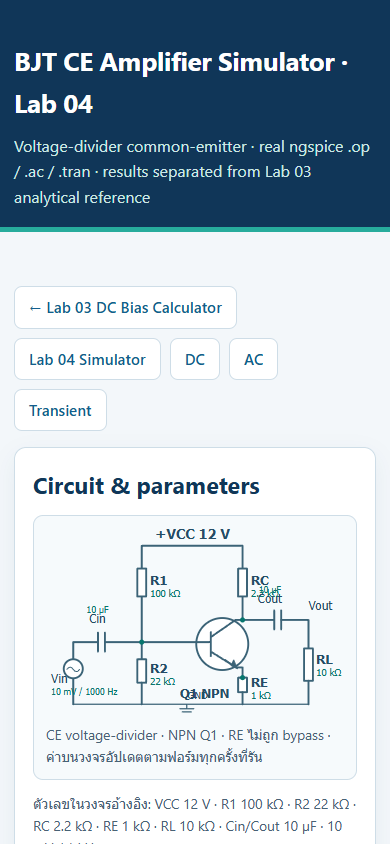 BJT CE Amplifier Simulator ·
Lab 04
Voltage-divider common-emitter · real ngspice .op
/ .ac / .tran · results separated from Lab 03
analytical reference
← Lab 03 DC Bias Calculator
Lab 04 Simulator
DC
AC
Transient
Circuit & parameters
+VCC 12 V
R1
100 kΩ
RC
2.2 kΩ
10 µF
Cout
10 µF
Cin
Vout
Vin
10 mV / 1000 Hz
R2
22 kΩ
Q1 NPN
GND
RE
1 kΩ
RL
10 kΩ
CE voltage-divider · NPN Q1 · RE ไม่ถูก bypass ·
ค่าบนวงจรอัปเดตตามฟอร์มทุกครั้งที่รัน
ตัวเลขในวงจรอ้างอิง: VCC 12 V · R1 100 kΩ · R2 22 kΩ ·
RC 2.2 kΩ · RE 1 kΩ · RL 10 kΩ · Cin/Cout 10 µF · 10